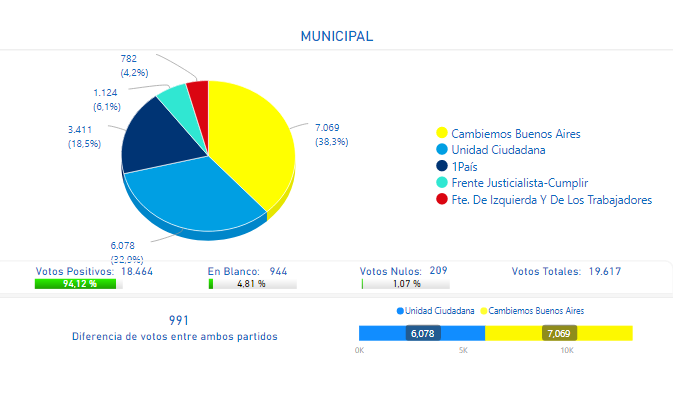 MUNICIPAL
782
(4,2%)
1.124
(6,1%)
3.411
(18,5%)
7.069
(38,3%)
6.078
(32,9%)
Cambiemos Buenos Aires
Unidad Ciudadana
1País
Frente Justicialista-Cumplir
Fte. De Izquierda Y De Los Trabajadores
Votos Positivos: 18.464
94,12 %
En Blanco: 944
4,81 %
Votos Nulos: 209
1,07 %
Votos Totales: 19.617
991
Diferencia de votos entre ambos partidos
Unidad Ciudadana Cambiemos Buenos Aires
6,078 7,069
0K 5K 10K